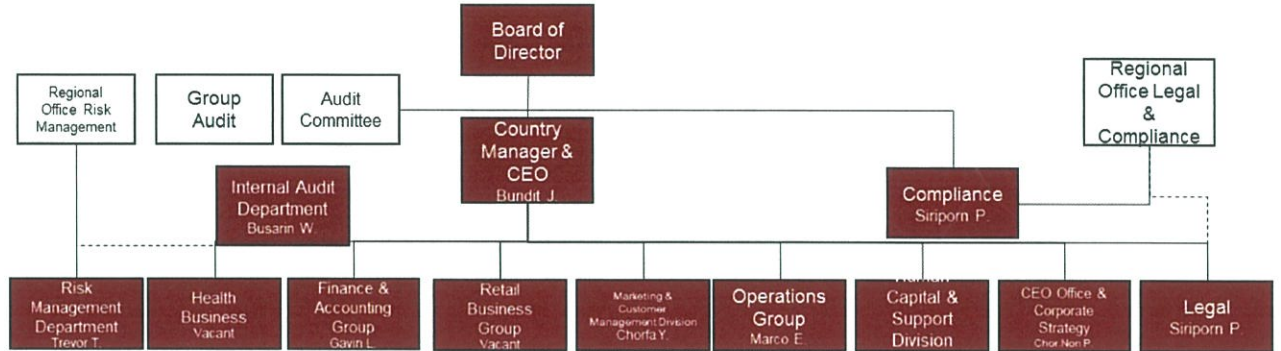 Board of
Director
Regional
Office Risk
Management
Group
Audit
Audit
Committee
Regional
Office Legal
&
Compliance
Country
Manager &
CEO
Bundit J.
Internal Audit
Department
Busarin W.
Compliance
Siriporn P.
Risk
Management
Department
Trevor T.
Health
Business
Vacant
Finance &
Accounting
Group
Gavin L.
Retail
Business
Group
Vacant
Marketing &
Customer
Management Division
Chorfa Y.
Operations
Group
Marco E.
Human
Capital &
Support
Division
CEO Office &
Corporate
Strategy
Chor.Non P.
Legal
Siriporn P.